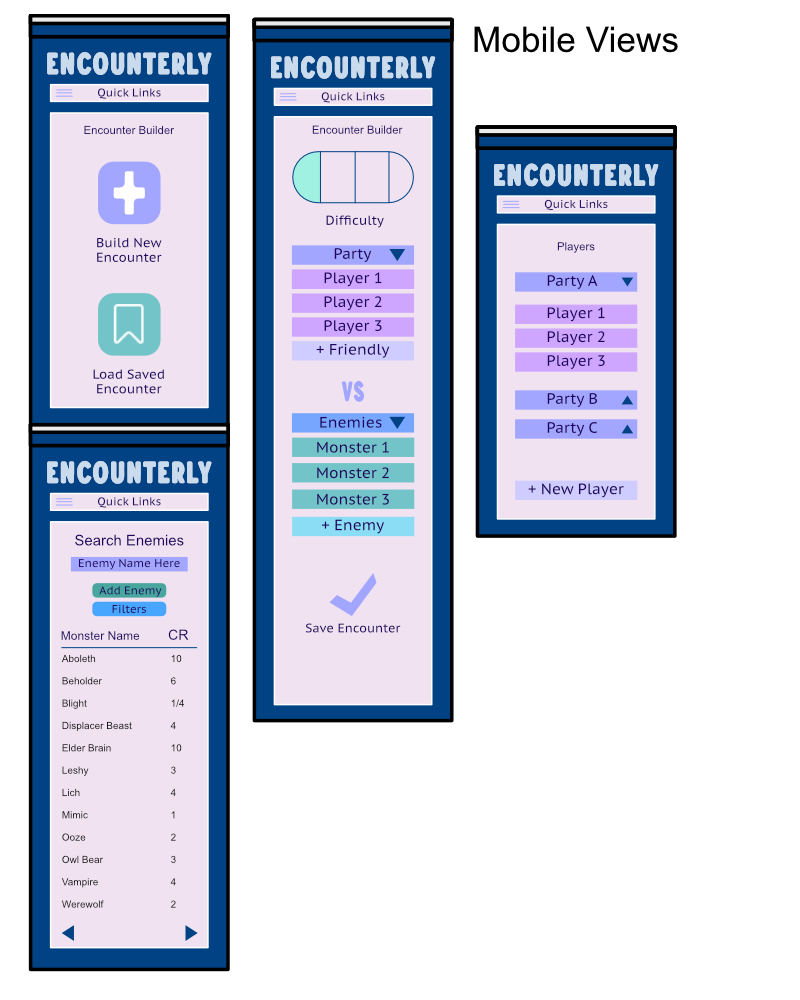 Mobile Views
ENCOUNTERLY
Quick Links
Encounter Builder
Build New
Encounter
Load Saved
Encounter
ENCOUNTERLY
Quick Links
Search Enemies
Enemy Name Here
Add Enemy
Filters
Monster Name CR
Aboleth 10
Beholder 6
Blight 1/4
Displacer Beast 4
Elder Brain 10
Leshy 3
Lich 4
Mimic 1
Ooze 2
Owl Bear 3
Vampire 4
Werewolf 2
ENCOUNTERLY
Quick Links
Encounter Builder
Difficulty
Party
Player 1
Player 2
Player 3
+ Friendly
VS
Enemies
Monster 1
Monster 2
Monster 3
+ Enemy
Save Encounter
ENCOUNTERLY
Quick Links
Players
Party A
Player 1
Player 2
Player 3
Party B
Party C
+ New Player